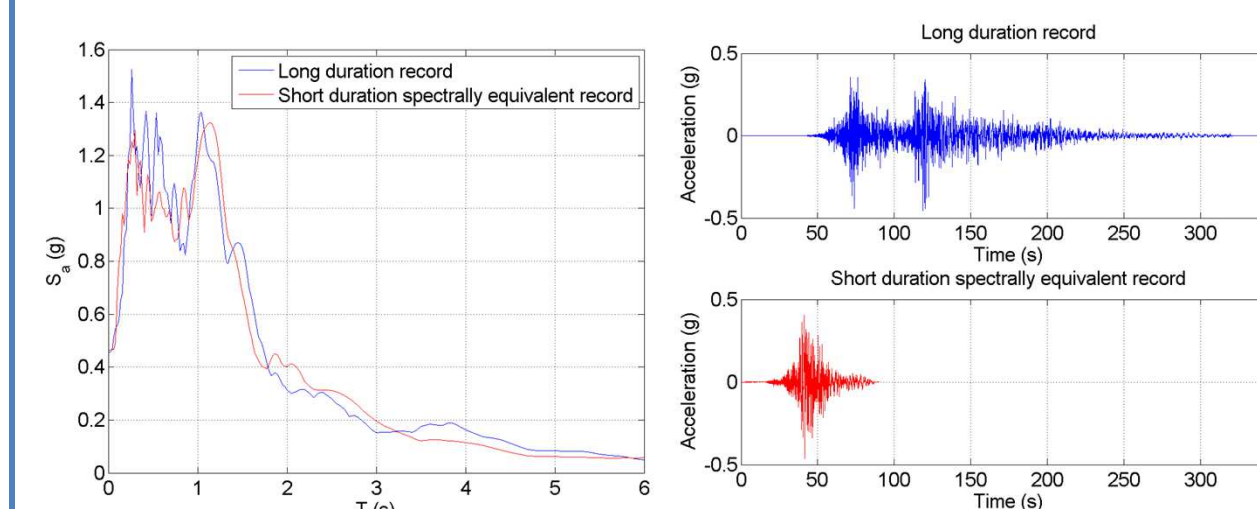 1.6
1.4
1.2
1
0.8
0.6
0.4
0.2
0
S_a (g)
Long duration record
Short duration spectrally equivalent record
0 1 2 3 4 5 6
T (s)
Long duration record
0.5
0
-0.5
Acceleration (g)
0 50 100 150 200 250 300
Time (s)
Short duration spectrally equivalent record
0.5
0
-0.5
Acceleration (g)
0 50 100 150 200 250 300
Time (s)